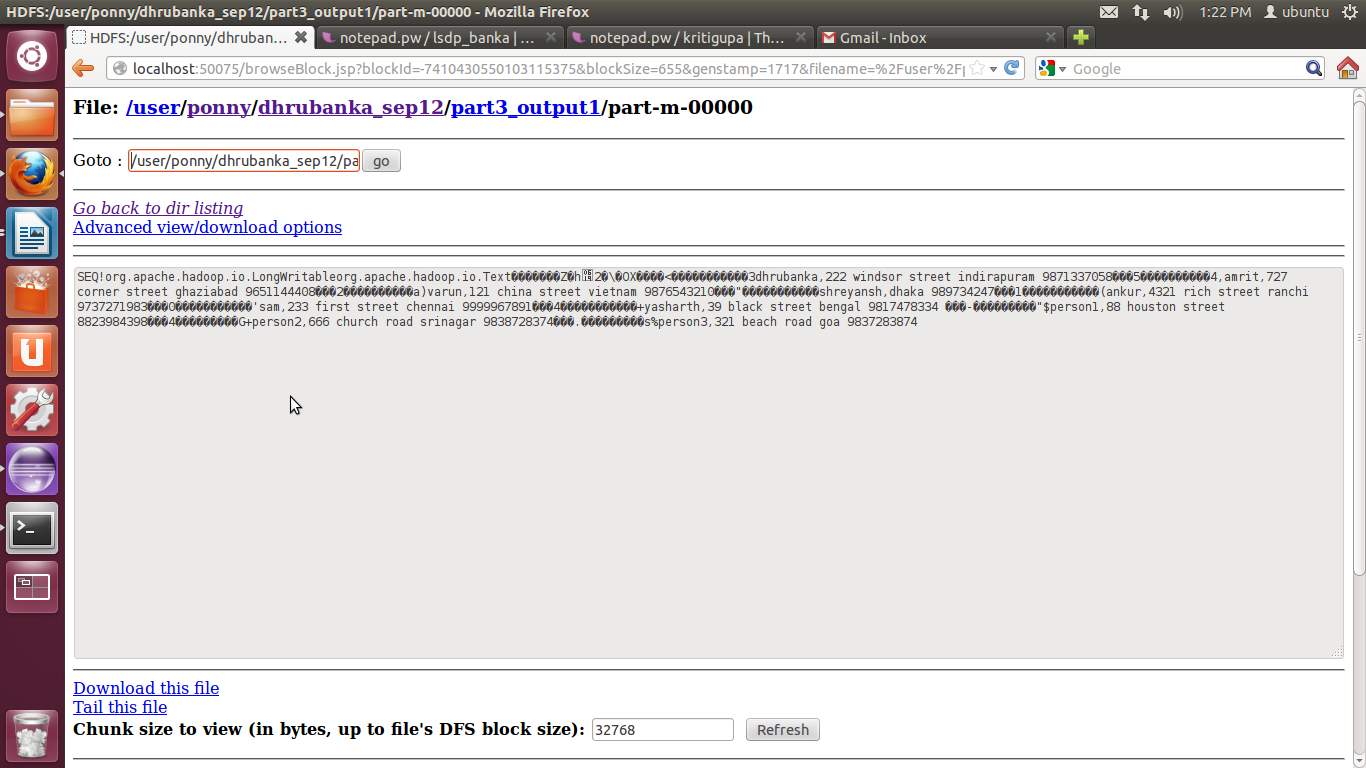 HDFS:/user/ponny/dhrubanka_sep12/part3_output1/part-m-00000 - Mozilla Firefox
1:22 PM ubuntu
HDFS:/user/ponny/dhruban...
notepad.pw / lsdp_banka | ...
notepad.pw / kritigupa | Th...
Gmail - Inbox
localhost:50075/browseBlock.jsp?blockId=-7410430550103115375&blockSize=655&genstamp=1717&filename=%2Fuser%2Fp
Google
File: /user/ponny/dhrubanka_sep12/part3_output1/part-m-00000
Goto : /user/ponny/dhrubanka_sep12/pa go
Go back to dir listing
Advanced view/download options
SEQ!org.apache.hadoop.io.LongWritableorg.apache.hadoop.io.Text��������Z�h 2�\�OX����<�����������3dhrubanka,222 windsor street indirapuram 9871337058���5����������4,amrit,727
corner street ghaziabad 9651144408���2����������a)varun,121 china street vietnam 9876543210���"�����������shreyansh,dhaka 989734247���1�����������(ankur,4321 rich street ranchi
9737271983���0�����������'sam,233 first street chennai 9999967891���4�����������+yasharth,39 black street bengal 9817478334 ���-���������"$person1,88 houston street
8823984398���4���������G+person2,666 church road srinagar 9838728374���.���������s%person3,321 beach road goa 9837283874
Download this file
Tail this file
Chunk size to view (in bytes, up to file's DFS block size): 32768 Refresh